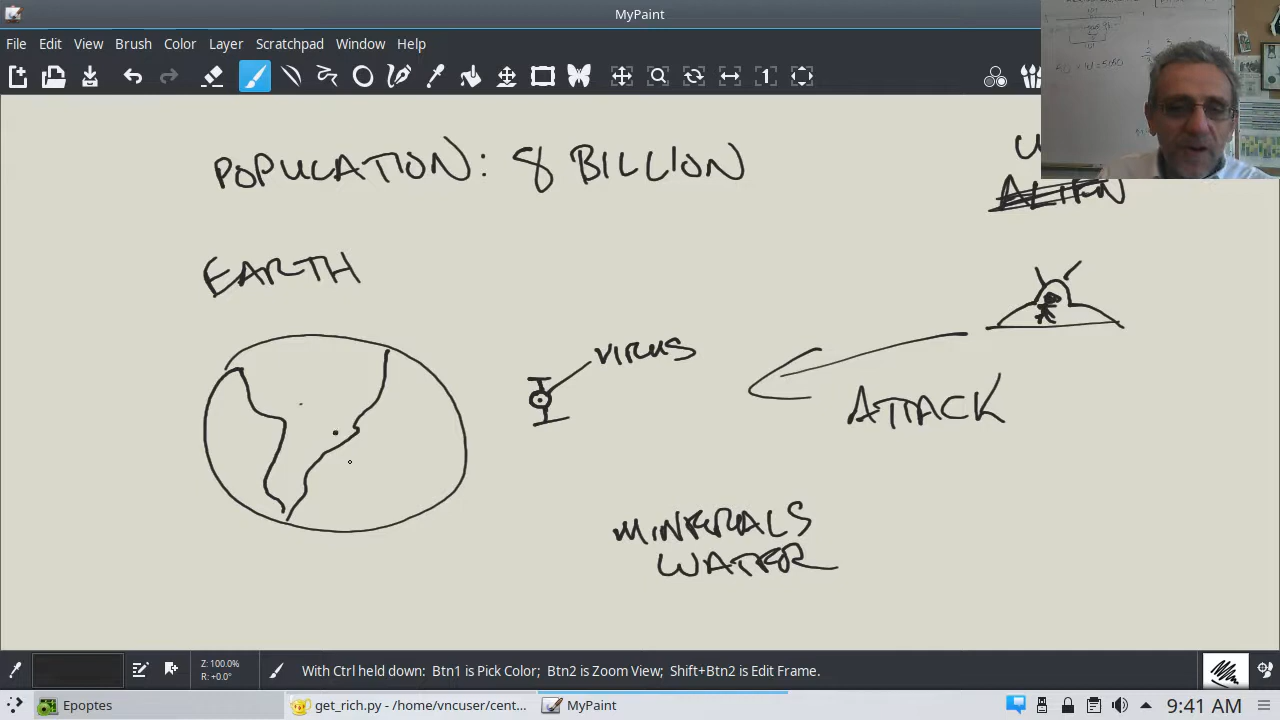 MyPaint
File Edit View Brush Color Layer Scratchpad Window Help
POPULATION: 8 BILLION
ALIEN
EARTH
VIRUS
ATTACK
MINERALS
WATER
Z: 100.0%
R: +0.0°
With Ctrl held down: Btn1 is Pick Color; Btn2 is Zoom View; Shift+Btn2 is Edit Frame.
Epoptes
get_rich.py - /home/vncuser/cent...
MyPaint
9:41 AM